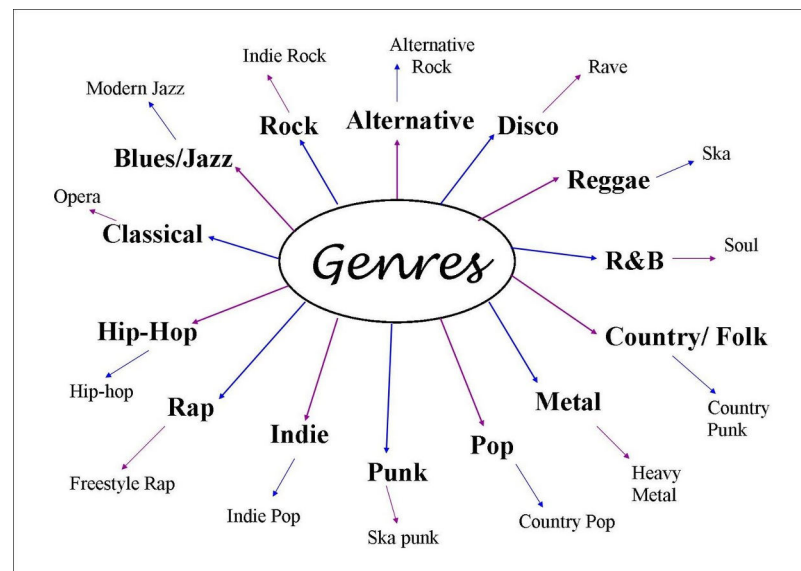 Indie Rock
Alternative
Rock
Rave
Modern Jazz
Rock
Alternative
Disco
Blues/Jazz
Ska
Reggae
Opera
Classical
Genres
R&B
Soul
Hip-Hop
Country/ Folk
Hip-hop
Rap
Metal
Country
Punk
Indie
Pop
Punk
Freestyle Rap
Heavy
Metal
Indie Pop
Country Pop
Ska punk